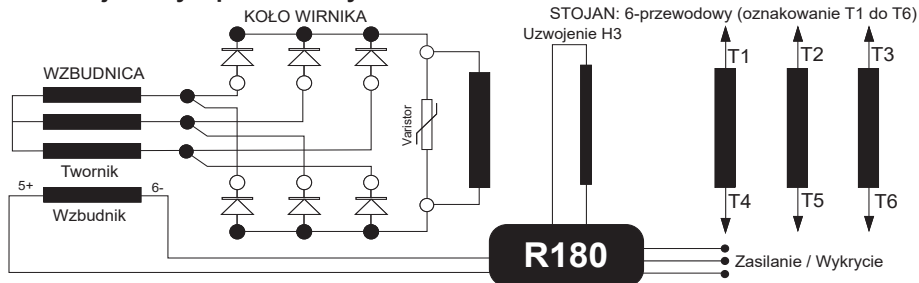 KOŁO WIRNIKA
STOJAN: 6-przewodowy (oznakowanie T1 do T6)
Uzwojenie H3
T1
T2
T3
WZBUDNICA
Varistor
Twornik
5+
6-
Wzbudnik
T4
T5
T6
R180
Zasilanie / Wykrycie